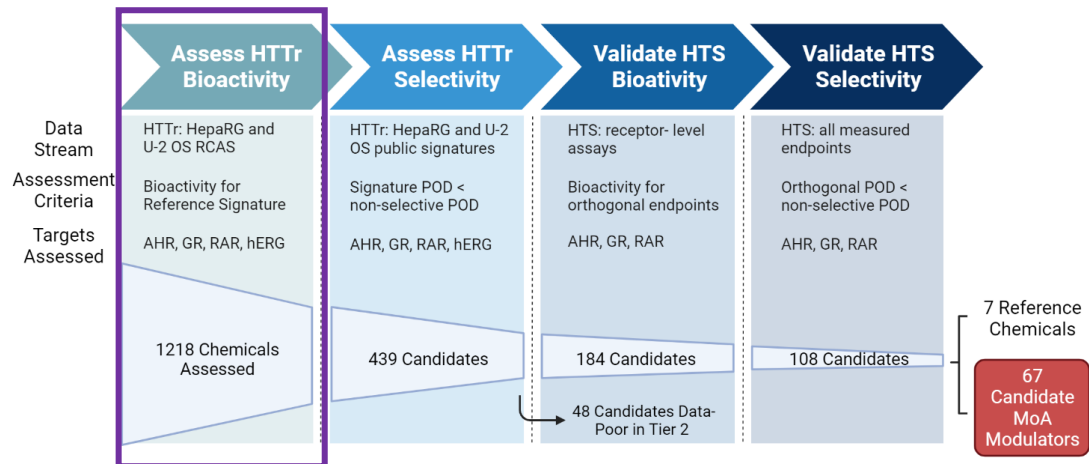 Assess HTTr
Bioactivity
Assess HTTr
Selectivity
Validate HTS
Bioativity
Validate HTS
Selectivity
Data
Stream
HTTr: HepaRG and
U-2 OS RCAS
HTTr: HepaRG and U-2
OS public signatures
HTS: receptor- level
assays
HTS: all measured
endpoints
Assessment
Criteria
Bioactivity for
Reference Signature
Signature POD <
non-selective POD
Bioactivity for
orthogonal endpoints
Orthogonal POD <
non-selective POD
Targets
Assessed
AHR, GR, RAR, hERG
AHR, GR, RAR, hERG
AHR, GR, RAR
AHR, GR, RAR
1218 Chemicals
Assessed
439 Candidates
184 Candidates
108 Candidates
48 Candidates Data-
Poor in Tier 2
7 Reference
Chemicals
67
Candidate
MoA
Modulators